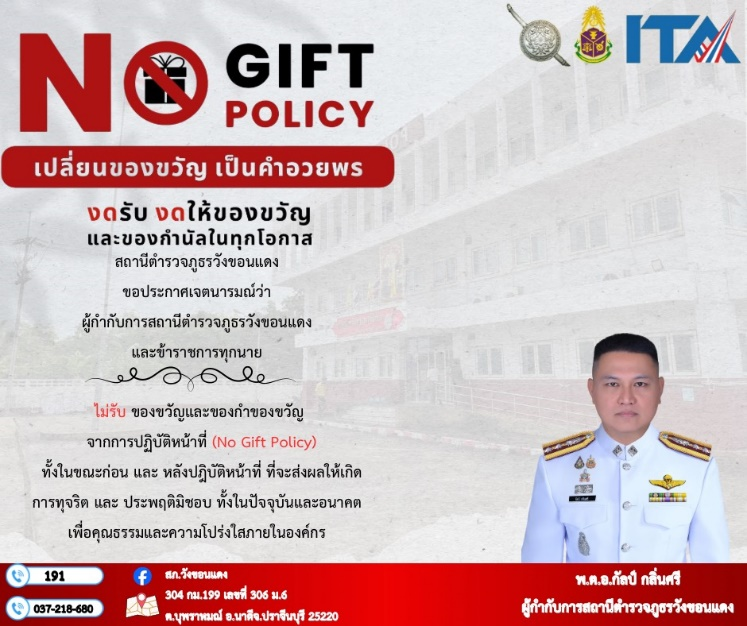 NO GIFT
POLICY
ITA
เปลี่ยนของขวัญ เป็นคำอวยพร
งดรับ งดให้ของขวัญ
และของกำนัลในทุกโอกาส
สถานีตำรวจภูธรวังขอนแดง
ขอประกาศเจตนารมณ์ว่า
ผู้กำกับการสถานีตำรวจภูธรวังขอนแดง
และข้าราชการทุกนาย
ไม่รับ ของขวัญและของกำของขวัญ
จากการปฏิบัติหน้าที่ (No Gift Policy)
ทั้งในขณะก่อน และ หลังปฎิบัติหน้าที่ ที่จะส่งผลให้เกิด
การทุจริต และ ประพฤติมิชอบ ทั้งในปัจจุบันและอนาคต
เพื่อคุณธรรมและความโปร่งใสภายในองค์กร
191
037-218-680
สภ.วังขอนแดง
304 กม.199 เลขที่ 306 ม.6
ต.บุพราหมณ์ อ.นาดีจ.ปราจีนบุรี 25220
พ.ต.อ.กัลป์ กลิ่นศรี
ผู้กำกับการสถานีตำรวจภูธรวังขอนแดง